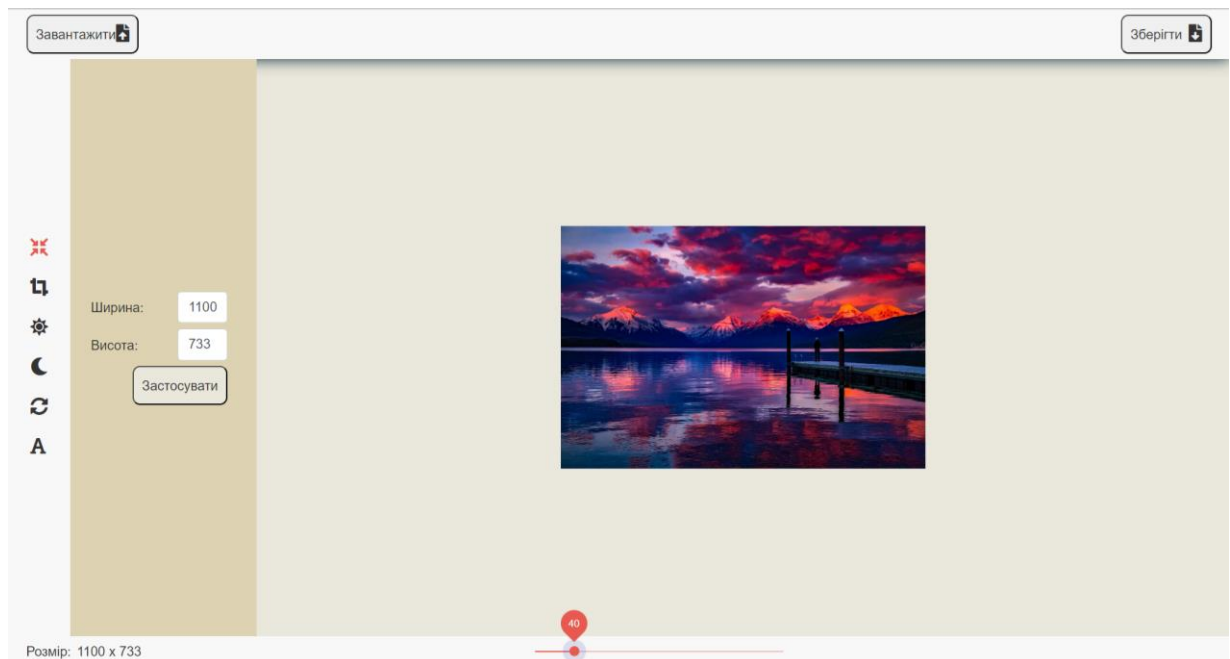 Завантажити
Зберігти
Ширина: 1100
Висота: 733
Застосувати
A
40
Розмір: 1100 x 733